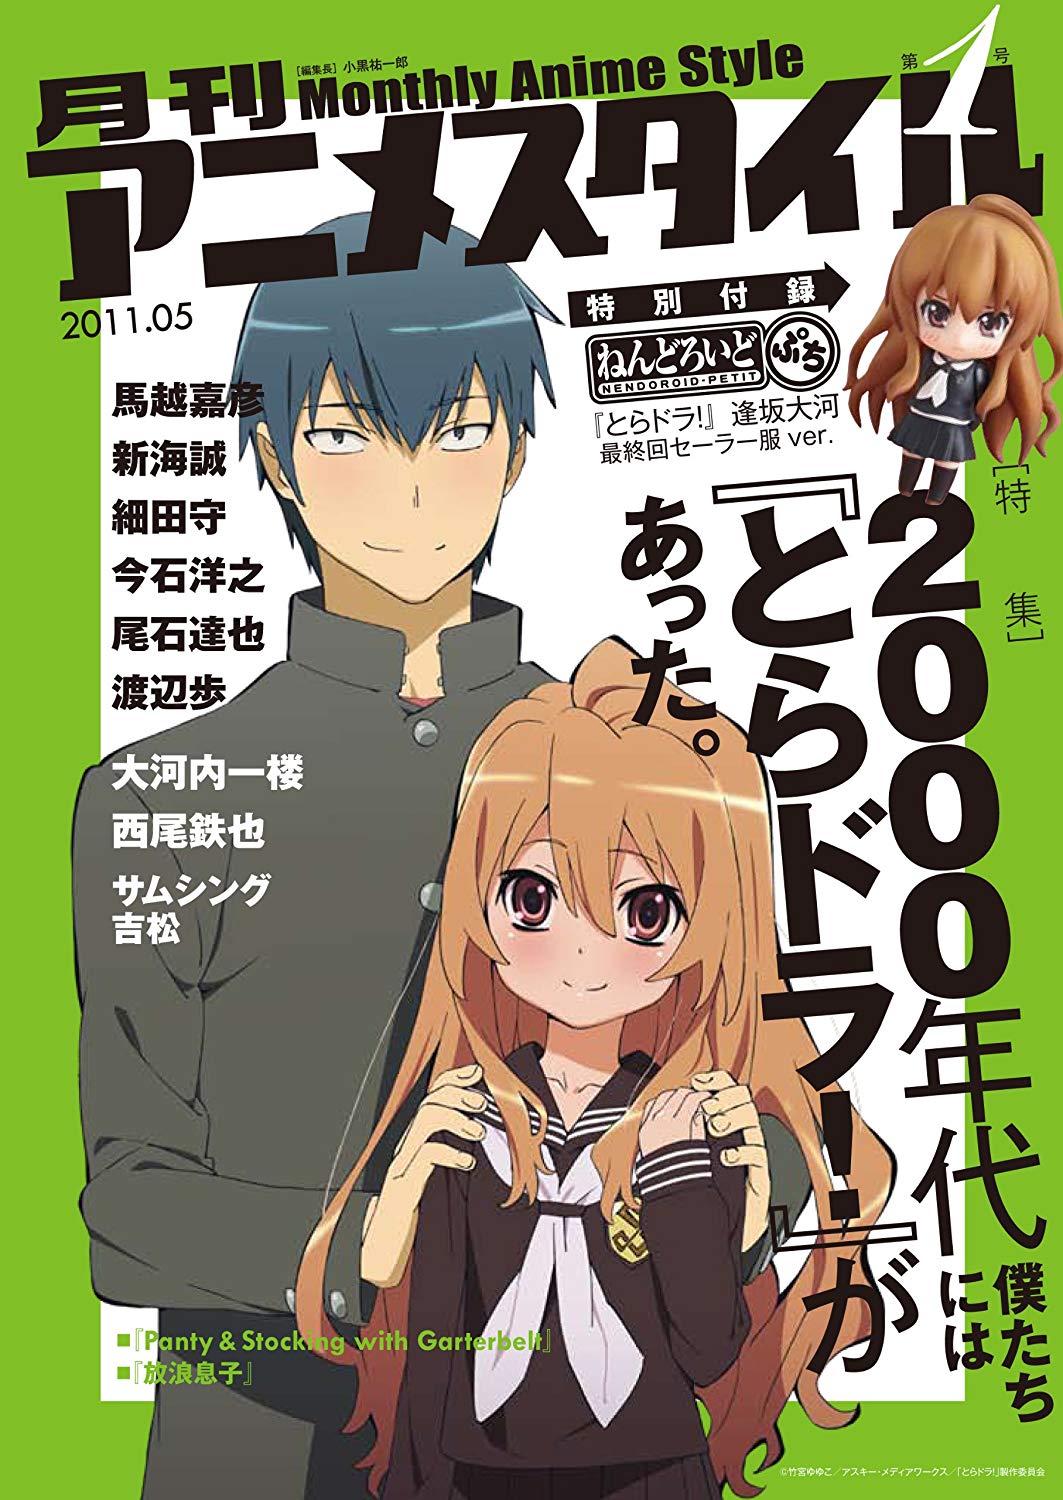 [編集長] 小黒祐一郎
月刊
Monthly Anime Style
第1号
アニメスタイル
2011.05
特別付録
ねんどろいど
ぷち
NENDOROID・PETIT
『とらドラ!』 逢坂大河
最終回セーラー服 ver.
馬越嘉彦
新海誠
細田守
今石洋之
尾石達也
渡辺歩
大河内一楼
西尾鉄也
サムシング
吉松
[特集]
2000年代
僕たち
には
『とらドラ!』が
あった。
■『Panty & Stocking with Garterbelt』
■『放浪息子』
©竹宮ゆゆこ／アスキー・メディアワークス／「とらドラ!」製作委員会